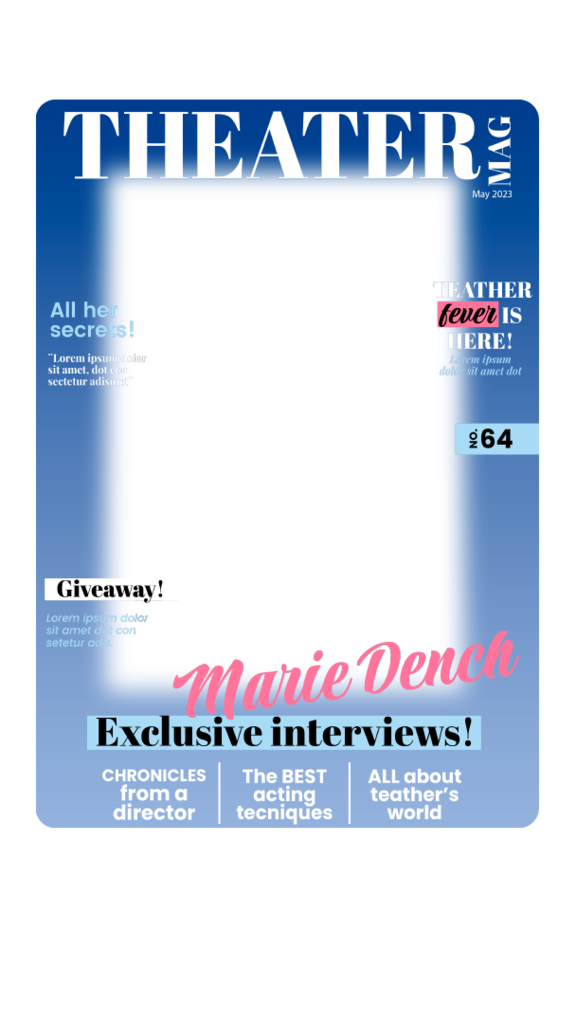 THEATER
MAG
May 2023
All her
secrets!
"Lorem ipsum dolor
sit amet, dot con
sectetur adisim."
TEATHER
fever IS
HERE!
Lorem ipsum
dolor sit amet dot
NO. 64
Giveaway!
Lorem ipsum dolor
sit amet dot con
setetur adi
Marie Dench
Exclusive interviews!
CHRONICLES
from a
director
The BEST
acting
tecniques
ALL about
teather's
world